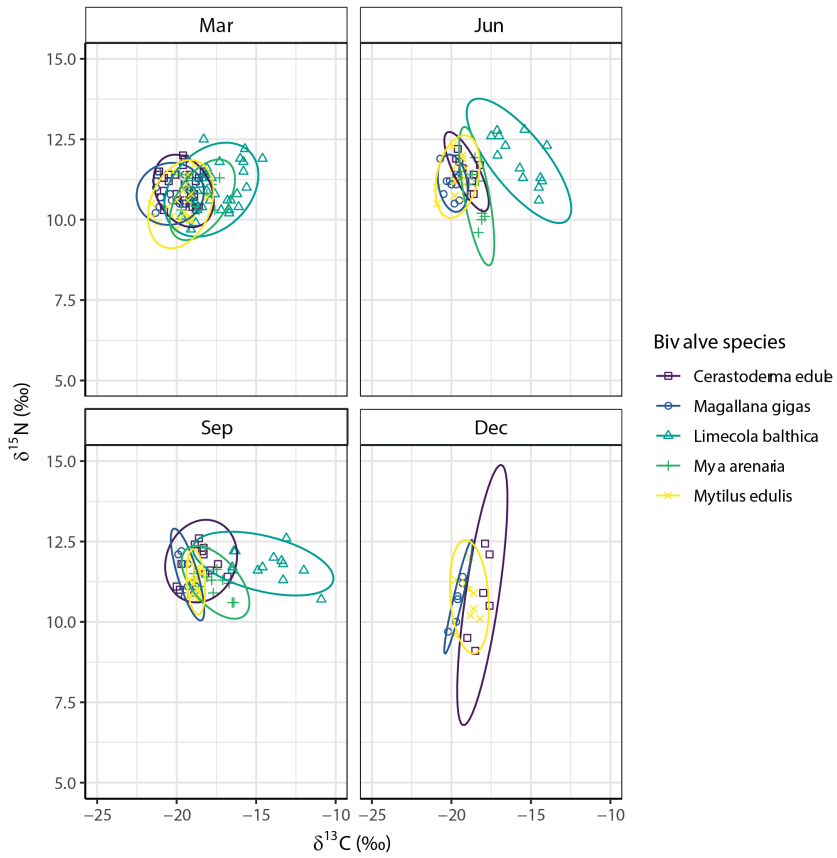 Mar
Jun
15.0
12.5
10.0
7.5
5.0
Sep
Dec
15.0
12.5
10.0
7.5
5.0
−25
−20
−15
−10
−25
−20
−15
−10
δ¹³C (‰)
δ¹⁵N (‰)
Bivalve species
Cerastoderma edule
Magallana gigas
Limecola balthica
Mya arenaria
Mytilus edulis